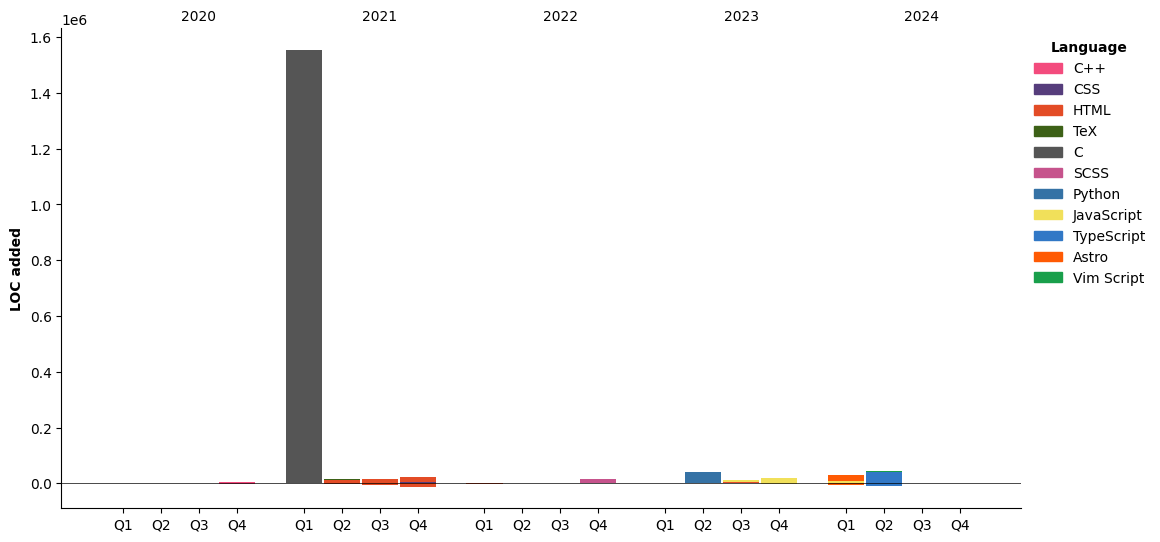 2020 2021 2022 2023 2024
1e6
1.6
1.4
1.2
1.0
0.8
0.6
0.4
0.2
0.0
LOC added
Q1 Q2 Q3 Q4 Q1 Q2 Q3 Q4 Q1 Q2 Q3 Q4 Q1 Q2 Q3 Q4 Q1 Q2 Q3 Q4
Language
C++
CSS
HTML
TeX
C
SCSS
Python
JavaScript
TypeScript
Astro
Vim Script